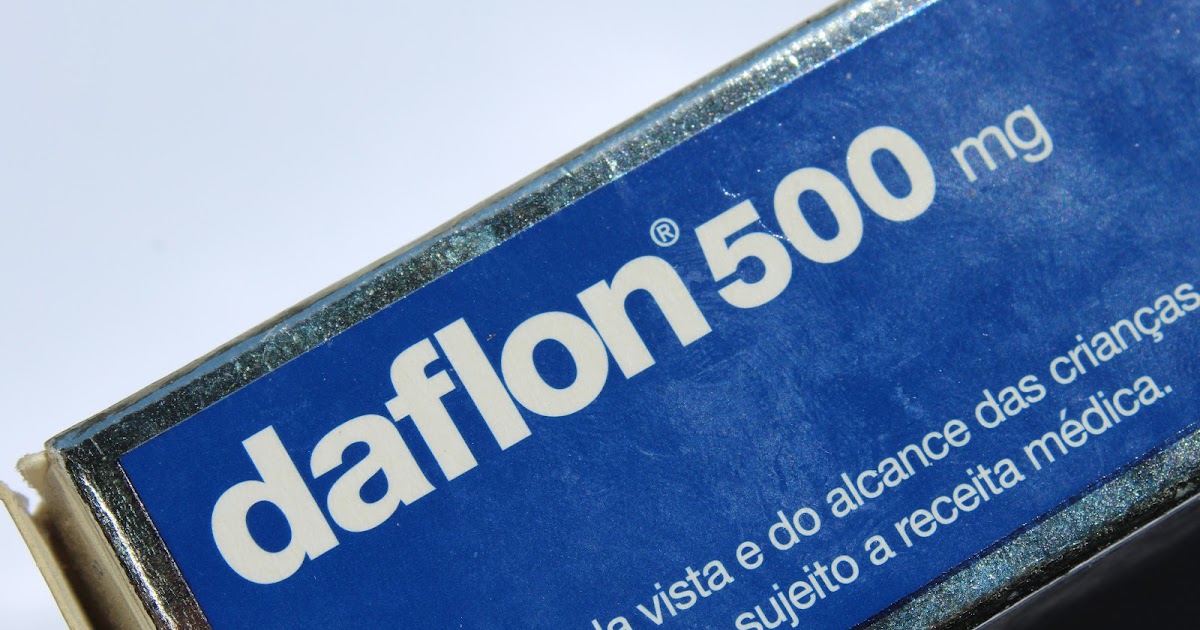 daflon® 500 mg
vista e do alcance das crianças
sujeito a receita médica.